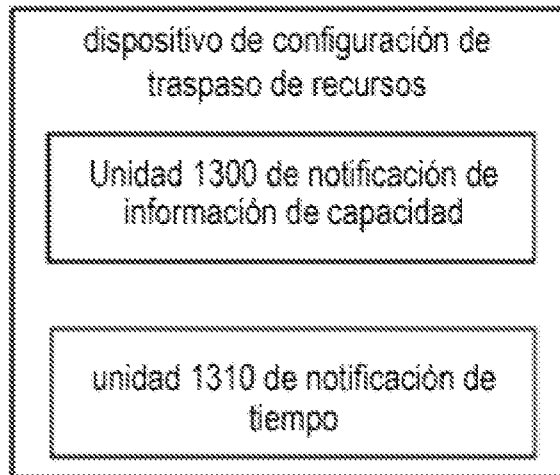 dispositivo de configuración de
traspaso de recursos
Unidad 1300 de notificación de
información de capacidad
unidad 1310 de notificación de
tiempo